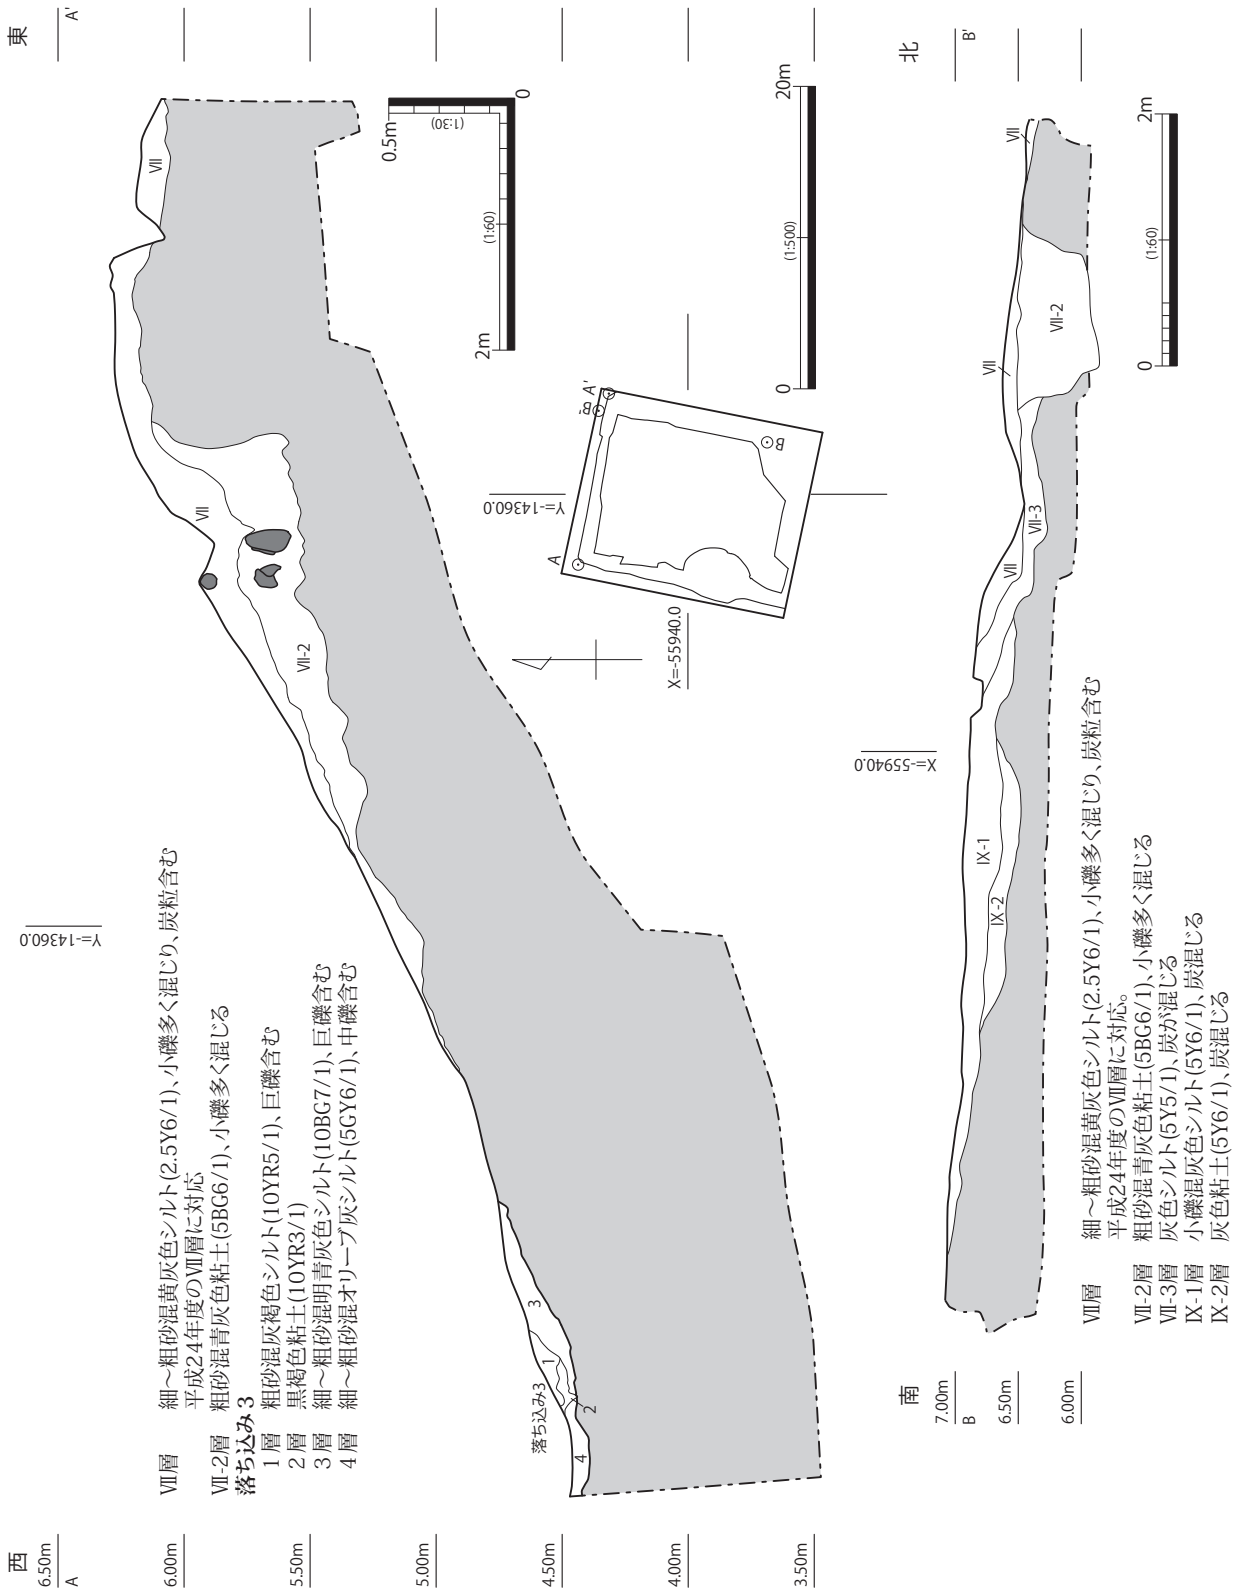 西
6.50m
A
6.00m
5.50m
5.00m
4.50m
4.00m
3.50m
東
A'
Y=-14360.0
VII
VII
VII-2
3
1
2
4
落ち込み3
VII層 細～粗砂混黄灰色シルト(2.5Y6/1)、小礫多く混じり、炭粒含む
平成24年度のVII層に対応
VII-2層 粗砂混青灰色粘土(5BG6/1)、小礫多く混じる
落ち込み3
1層 粗砂混灰褐色シルト(10YR5/1)、巨礫含む
2層 黒褐色粘土(10YR3/1)
3層 細～粗砂混明青灰色シルト(10BG7/1)、巨礫含む
4層 細～粗砂混オリーブ灰シルト(5GY6/1)、中礫含む
0.5m
(1:30)
0
(1:60)
2m
Y=-14360.0
X=-55940.0
A
A'
B'
B
0
(1:500)
20m
南
7.00m
B
6.50m
6.00m
北
B'
X=-55940.0
IX-1
IX-2
VII
VII-3
VII
VII-2
VII
0
(1:60)
2m
VII層 細～粗砂混黄灰色シルト(2.5Y6/1)、小礫多く混じり、炭粒含む
平成24年度のVII層に対応。
VII-2層 粗砂混青灰色粘土(5BG6/1)、小礫多く混じる
VII-3層 灰色シルト(5Y5/1)、炭が混じる
IX-1層 小礫混灰色シルト(5Y6/1)、炭混じる
IX-2層 灰色粘土(5Y6/1)、炭混じる